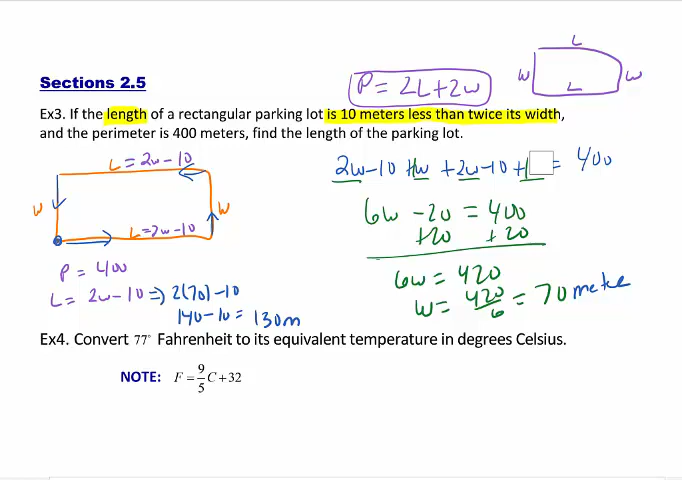 Sections 2.5
P = 2L + 2W
L
W
L
W
Ex3. If the length of a rectangular parking lot is 10 meters less than twice its width,
and the perimeter is 400 meters, find the length of the parking lot.
L = 2w - 10
W
W
L = 2w - 10
2w - 10 + w + 2w - 10 + = 400
6w - 20 = 400
+20 +20
6w = 420
w = 420/6 = 70 meter
P = 400
L = 2w - 10 => 2(70) - 10
140 - 10 = 130m
Ex4. Convert 77° Fahrenheit to its equivalent temperature in degrees Celsius.
NOTE: F = 9/5 C + 32